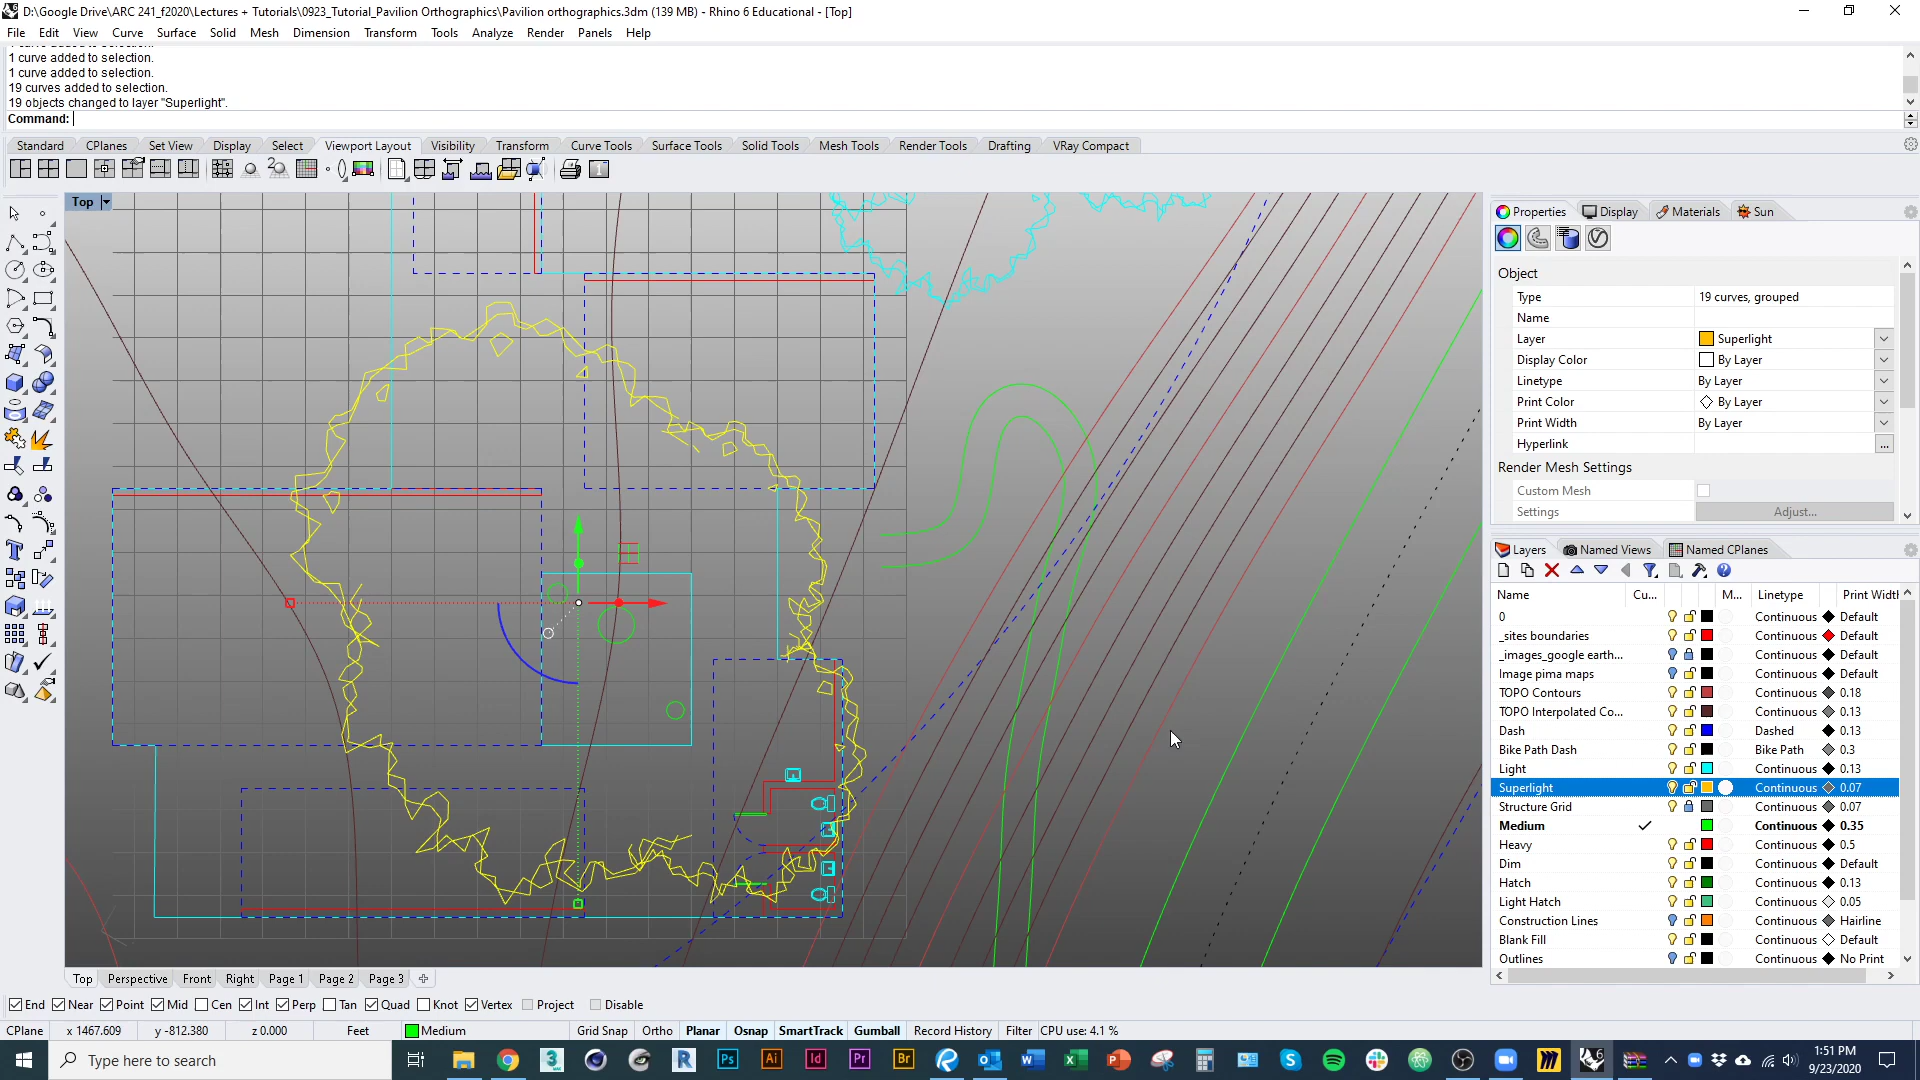 D:\Google Drive\ARC 241_f2020\Lectures + Tutorials\0923_Tutorial_Pavilion Orthographics\Pavilion orthographics.3dm (139 MB) - Rhino 6 Educational - [Top]
File Edit View Curve Surface Solid Mesh Dimension Transform Tools Analyze Render Panels Help
1 curve added to selection.
1 curve added to selection.
19 curves added to selection.
19 objects changed to layer "Superlight".
Command:
Standard CPlanes Set View Display Select Viewport Layout Visibility Transform Curve Tools Surface Tools Solid Tools Mesh Tools Render Tools Drafting VRay Compact
Top
Properties Display Materials Sun
Object
Type 19 curves, grouped
Name
Layer Superlight
Display Color By Layer
Linetype By Layer
Print Color By Layer
Print Width By Layer
Hyperlink ...
Render Mesh Settings
Custom Mesh
Settings Adjust...
Layers Named Views Named CPlanes
Name Cu... M... Linetype Print Width
0 Continuous Default
_sites boundaries Continuous Default
_images_google earth... Continuous Default
Image pima maps Continuous Default
TOPO Contours Continuous 0.18
TOPO Interpolated Co... Continuous 0.13
Dash Dashed 0.13
Bike Path Dash Bike Path 0.3
Light Continuous 0.13
Superlight Continuous 0.07
Structure Grid Continuous 0.07
Medium Continuous 0.35
Heavy Continuous 0.5
Dim Continuous Default
Hatch Continuous 0.13
Light Hatch Continuous 0.05
Construction Lines Continuous Hairline
Blank Fill Continuous Default
Outlines Continuous No Print
Top Perspective Front Right Page 1 Page 2 Page 3
End Near Point Mid Cen Int Perp Tan Quad Knot Vertex Project Disable
CPlane x 1467.609 y -812.380 z 0.000 Feet Medium Grid Snap Ortho Planar Osnap SmartTrack Gumball Record History Filter CPU use: 4.1 %
Type here to search
1:51 PM
9/23/2020